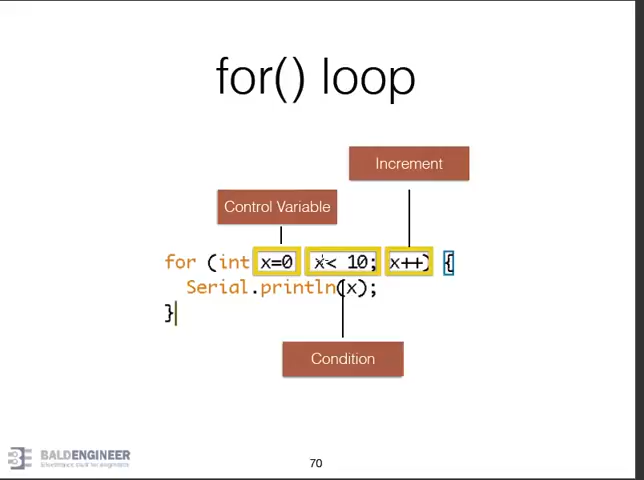 for() loop
Increment
Control Variable
for (int x=0 x< 10; x++) {
Serial.println(x);
}
Condition
BALDENGINEER
70